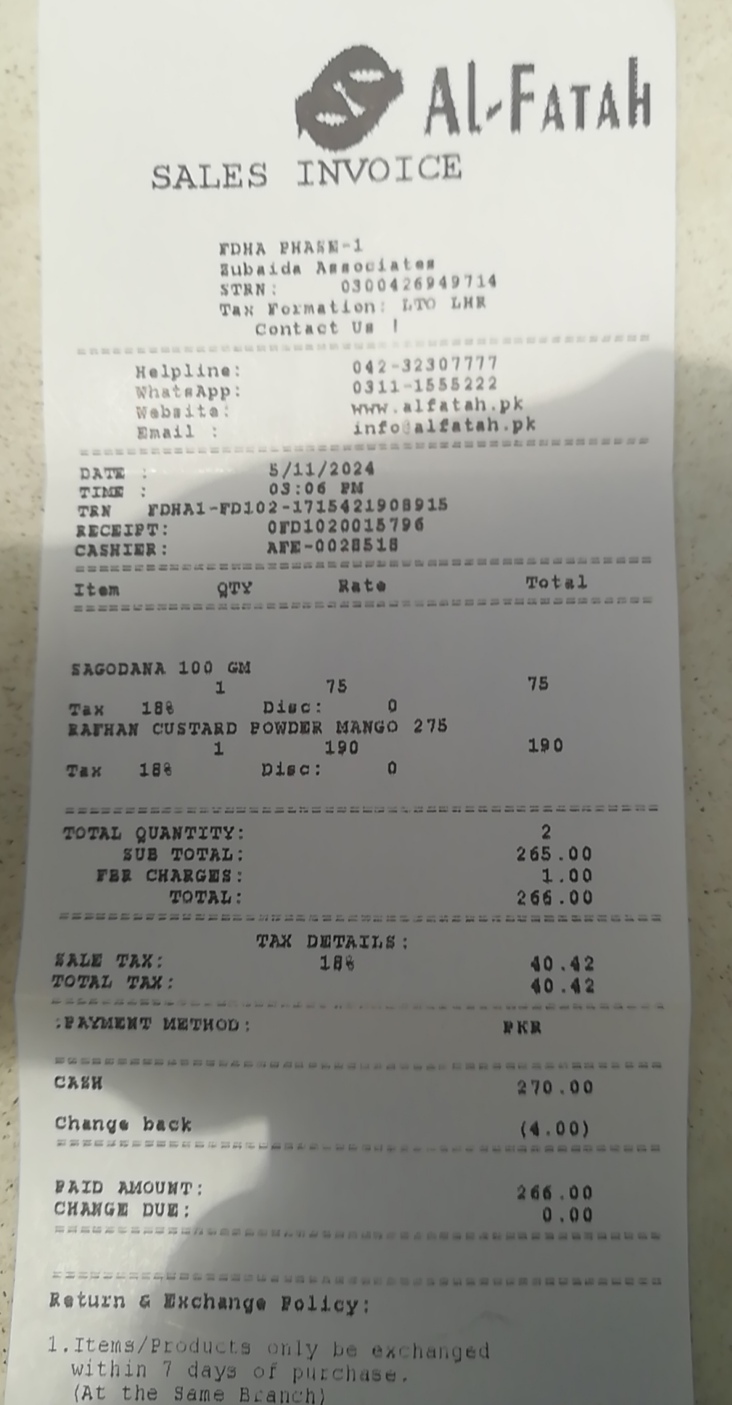 Al-Fatah
SALES INVOICE
FDHA PHASE-1
Zubaida Associates
STRN: 0300426949714
Tax Formation: LTO LHR
Contact Us !
Helpline: 042-32307777
WhatsApp: 0311-1555222
Website: www.alfatah.pk
Email : info@alfatah.pk
DATE : 5/11/2024
TIME : 03:06 PM
TRN FDHA1-FD102-1715421908915
RECEIPT: 0FD1020015796
CASHIER: AFE-0028518
Item QTY Rate Total
SAGODANA 100 GM
1 75 75
Tax 18% Disc: 0
RAFHAN CUSTARD POWDER MANGO 275
1 190 190
Tax 18% Disc: 0
TOTAL QUANTITY: 2
SUB TOTAL: 265.00
FBR CHARGES: 1.00
TOTAL: 266.00
TAX DETAILS:
SALE TAX: 18% 40.42
TOTAL TAX: 40.42
:PAYMENT METHOD: PKR
CASH 270.00
Change back (4.00)
PAID AMOUNT: 266.00
CHANGE DUE: 0.00
Return & Exchange Policy:
1.Items/Products only be exchanged
within 7 days of purchase.
(At the Same Branch)